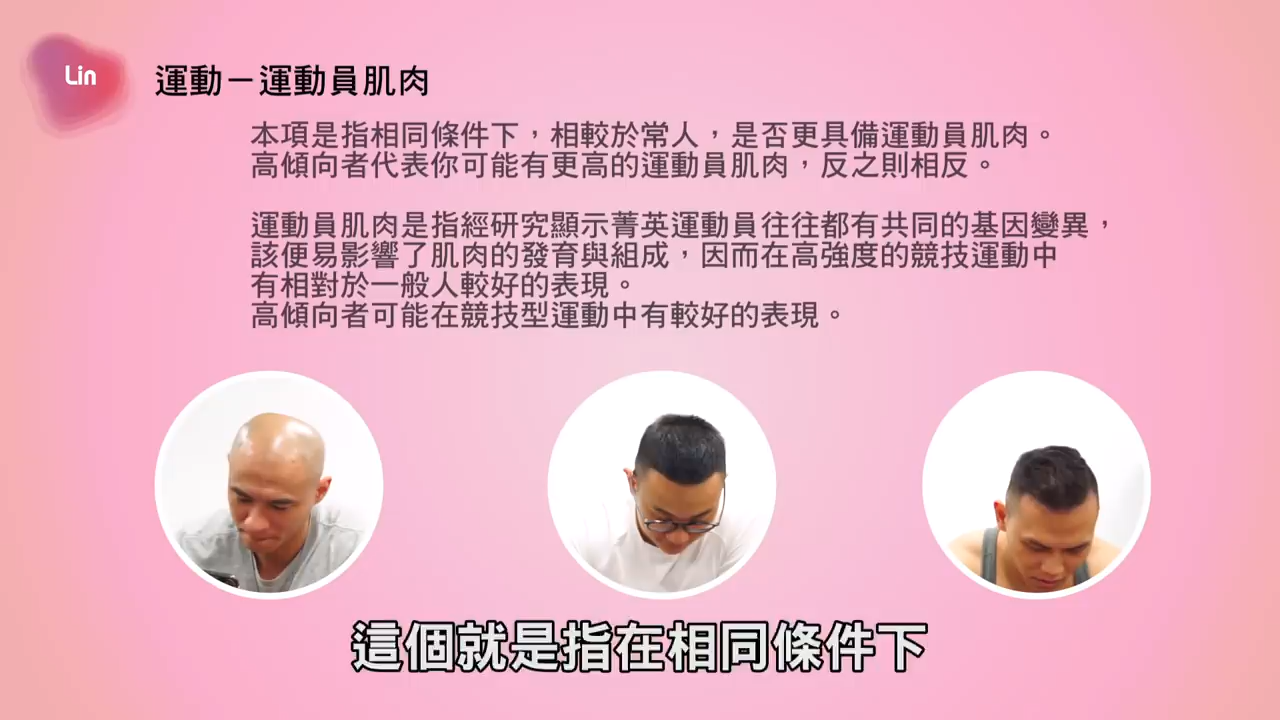 Lin
運動－運動員肌肉
本項是指相同條件下，相較於常人，是否更具備運動員肌肉。
高傾向者代表你可能有更高的運動員肌肉，反之則相反。
運動員肌肉是指經研究顯示菁英運動員往往都有共同的基因變異，
該便易影響了肌肉的發育與組成，因而在高強度的競技運動中
有相對於一般人較好的表現。
高傾向者可能在競技型運動中有較好的表現。
這個就是指在相同條件下